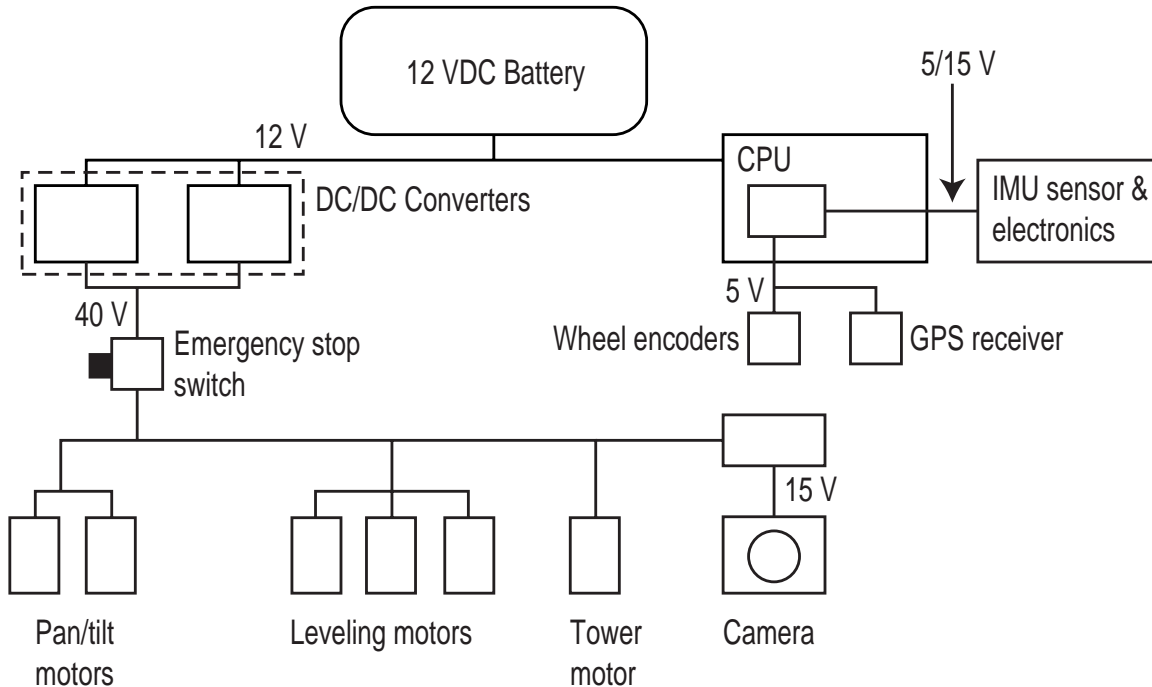 12 VDC Battery
5/15 V
12 V
CPU
DC/DC Converters
IMU sensor &
electronics
40 V
5 V
Emergency stop
switch
Wheel encoders
GPS receiver
15 V
Pan/tilt
motors
Leveling motors
Tower
motor
Camera